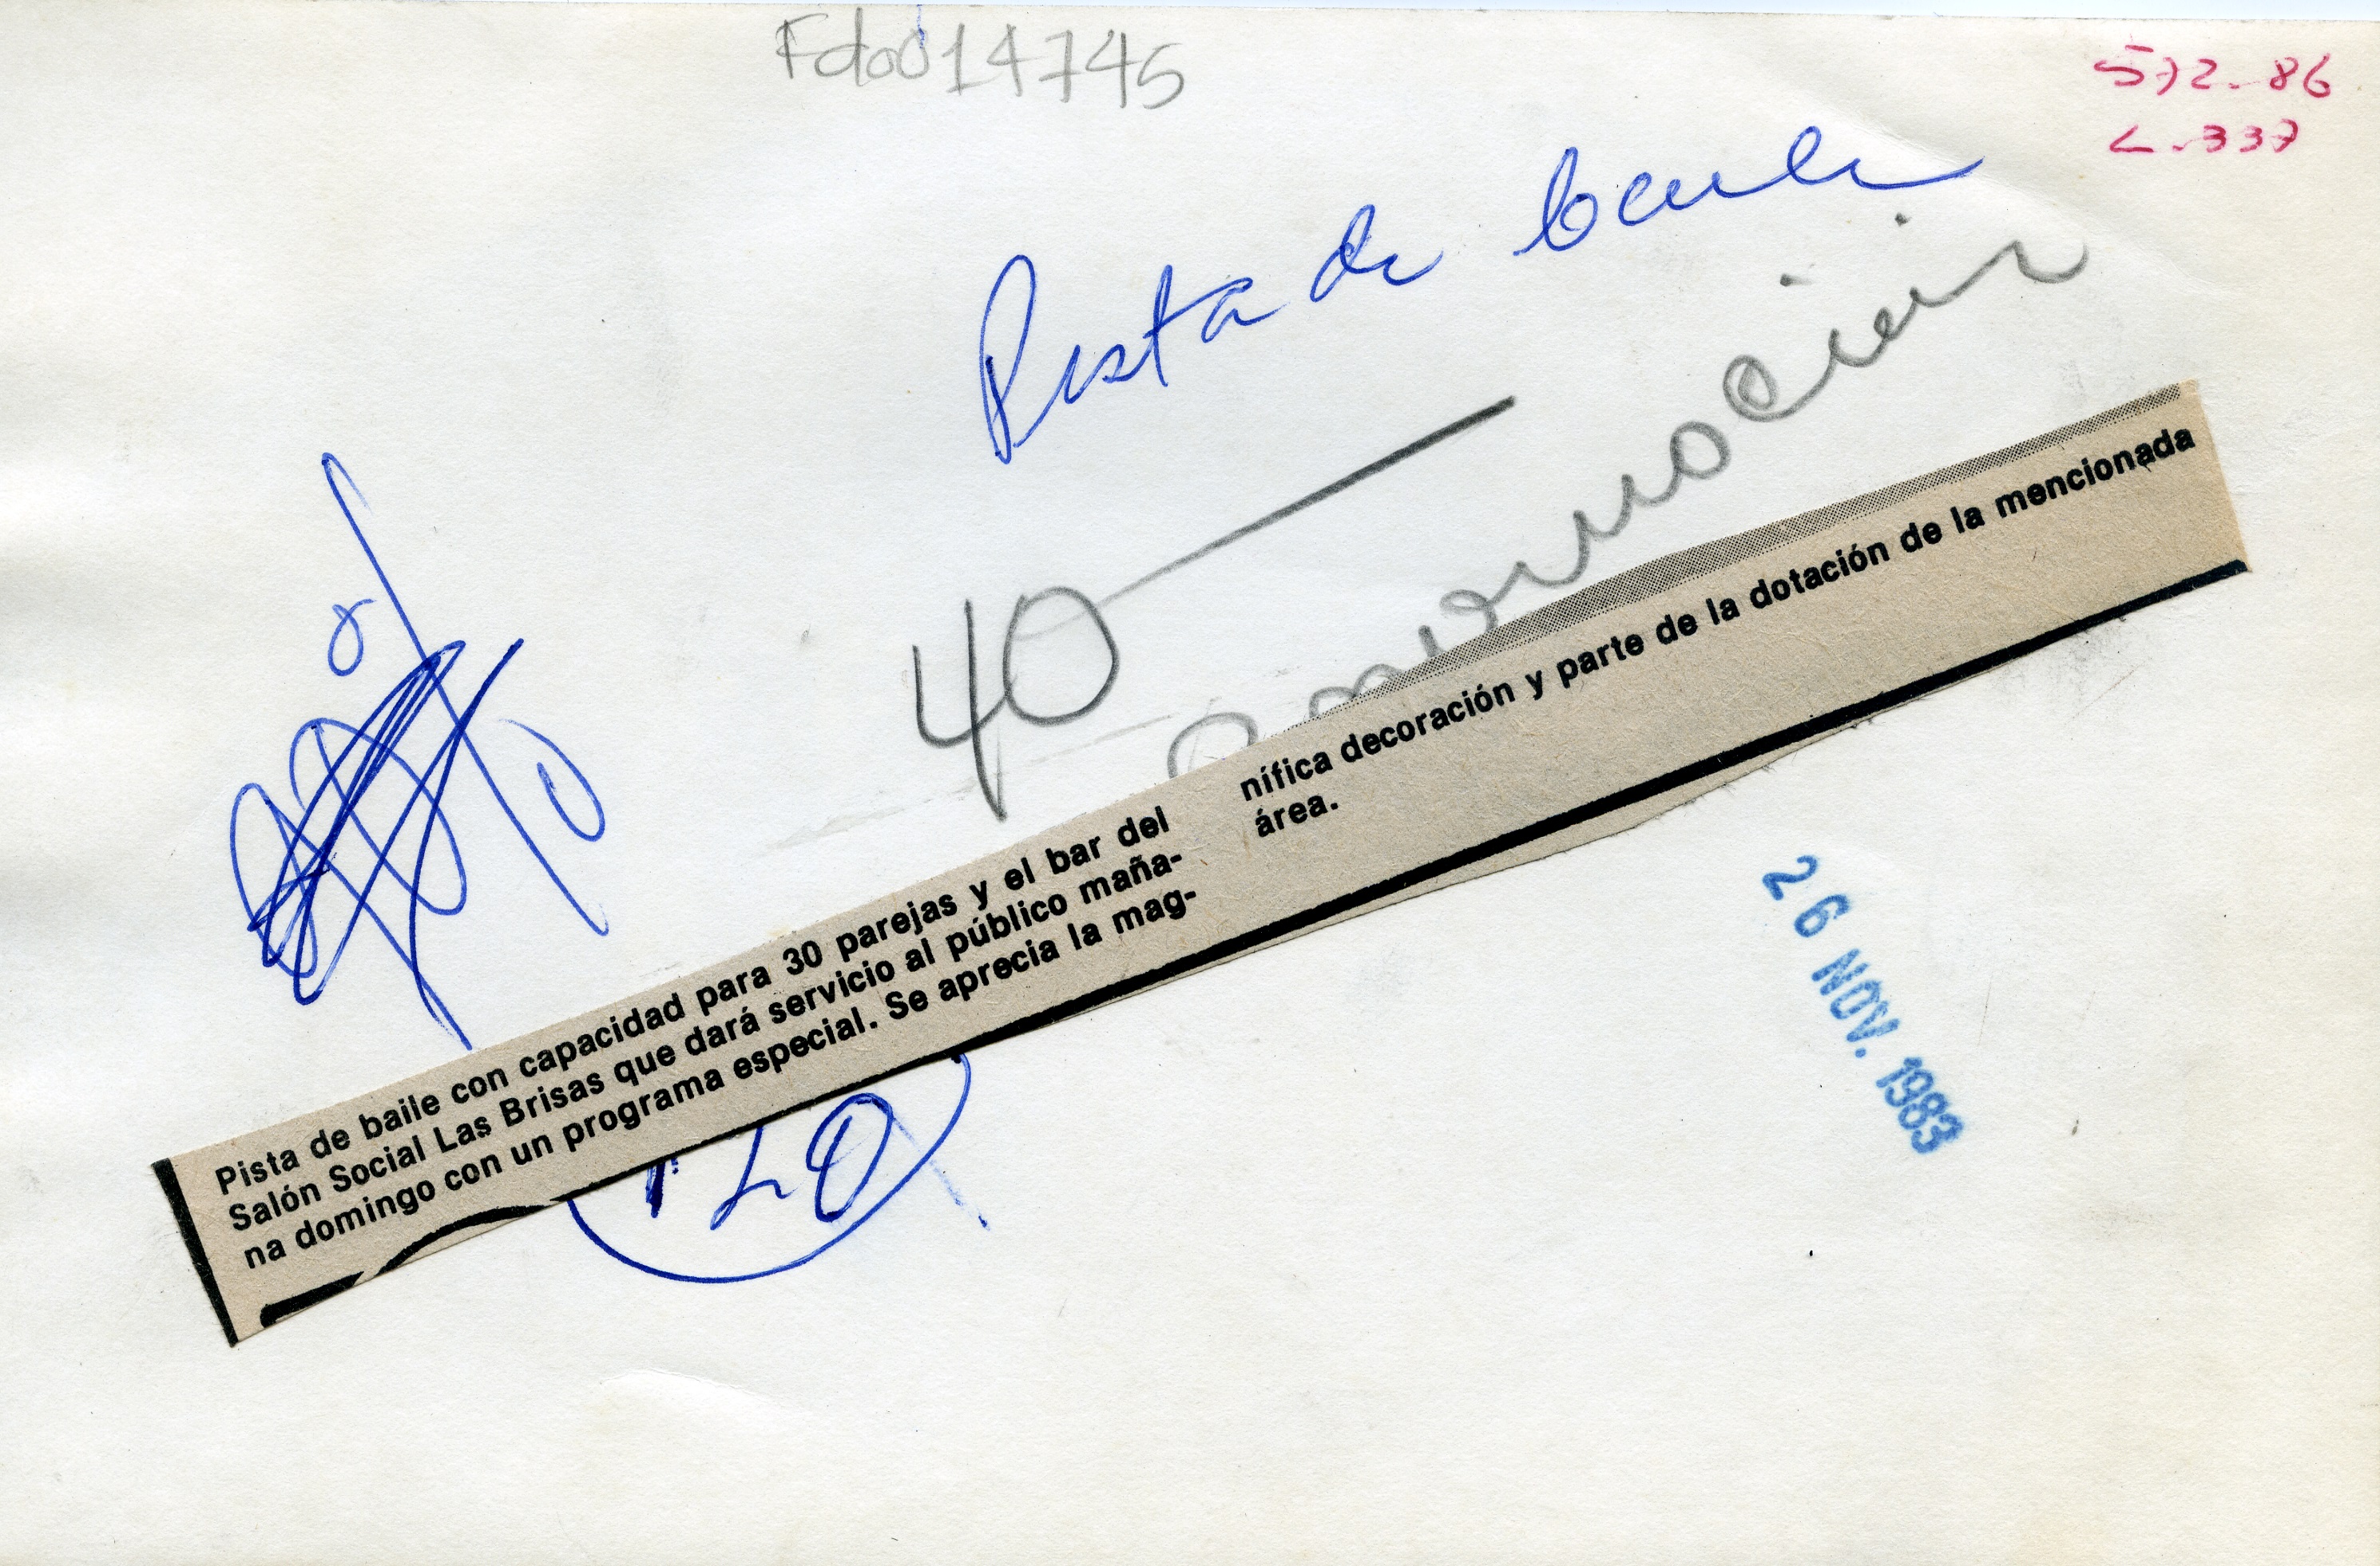 Fdo014745
572-86
L-337
Pista de baile
40
Pista de baile con capacidad para 30 parejas y el bar del
Salón Social Las Brisas que dará servicio al público maña-
na domingo con un programa especial. Se aprecia la mag-
nífica decoración y parte de la dotación de la mencionada
área.
26 NOV. 1983